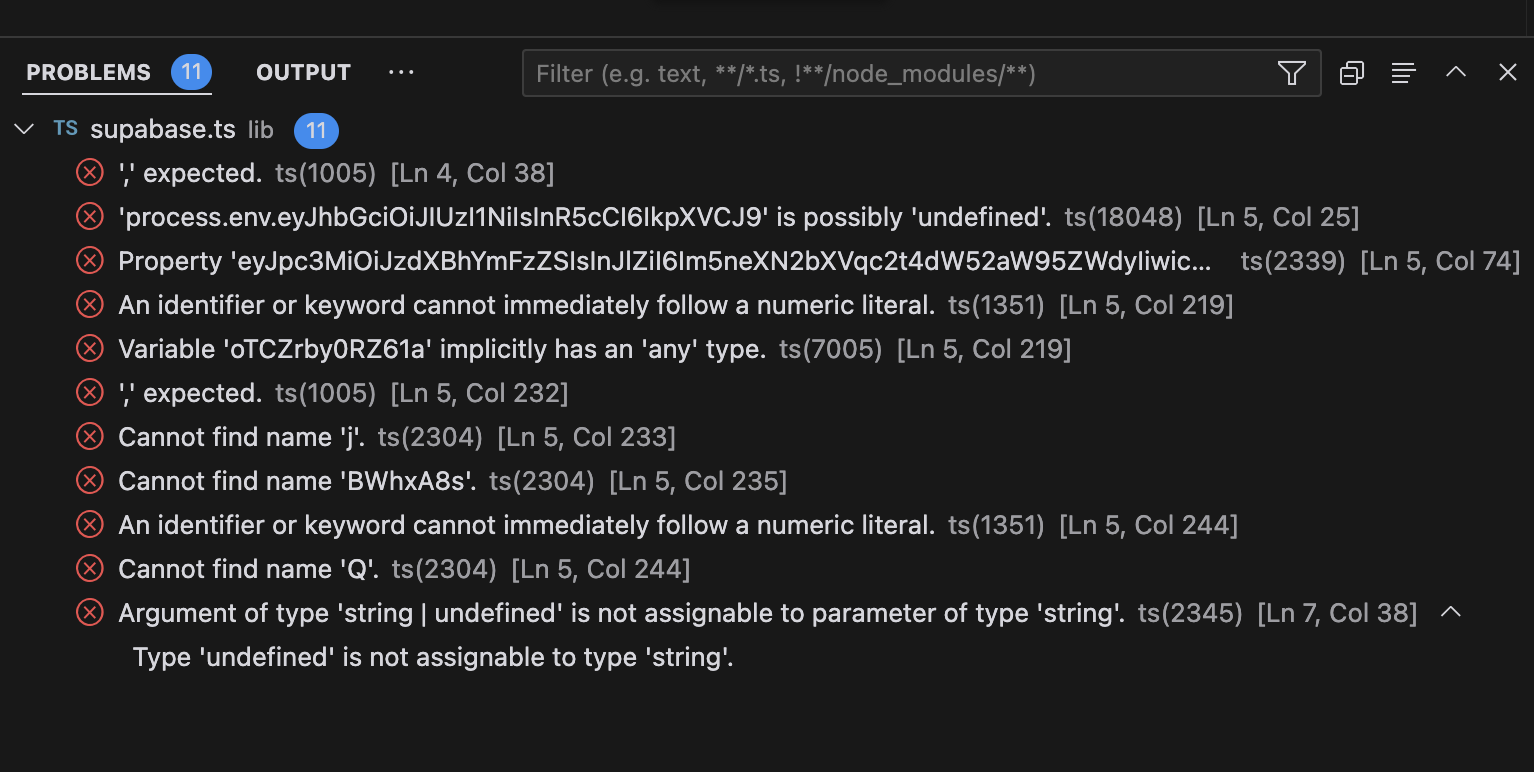 PROBLEMS 11 OUTPUT ... Filter (e.g. text, **/*.ts, !**/node_modules/**)
TS supabase.ts lib 11
',' expected. ts(1005) [Ln 4, Col 38]
'process.env.eyJhbGciOiJIUzI1NiIsInR5cCI6IkpXVCJ9' is possibly 'undefined'. ts(18048) [Ln 5, Col 25]
Property 'eyJpc3MiOiJzdXBhYmFzZSIsInJlZiI6Im5neXN2bXVqc2t4dW52aW95ZWdyIiwic... ts(2339) [Ln 5, Col 74]
An identifier or keyword cannot immediately follow a numeric literal. ts(1351) [Ln 5, Col 219]
Variable 'oTCZrby0RZ61a' implicitly has an 'any' type. ts(7005) [Ln 5, Col 219]
',' expected. ts(1005) [Ln 5, Col 232]
Cannot find name 'j'. ts(2304) [Ln 5, Col 233]
Cannot find name 'BWhxA8s'. ts(2304) [Ln 5, Col 235]
An identifier or keyword cannot immediately follow a numeric literal. ts(1351) [Ln 5, Col 244]
Cannot find name 'Q'. ts(2304) [Ln 5, Col 244]
Argument of type 'string | undefined' is not assignable to parameter of type 'string'. ts(2345) [Ln 7, Col 38]
Type 'undefined' is not assignable to type 'string'.